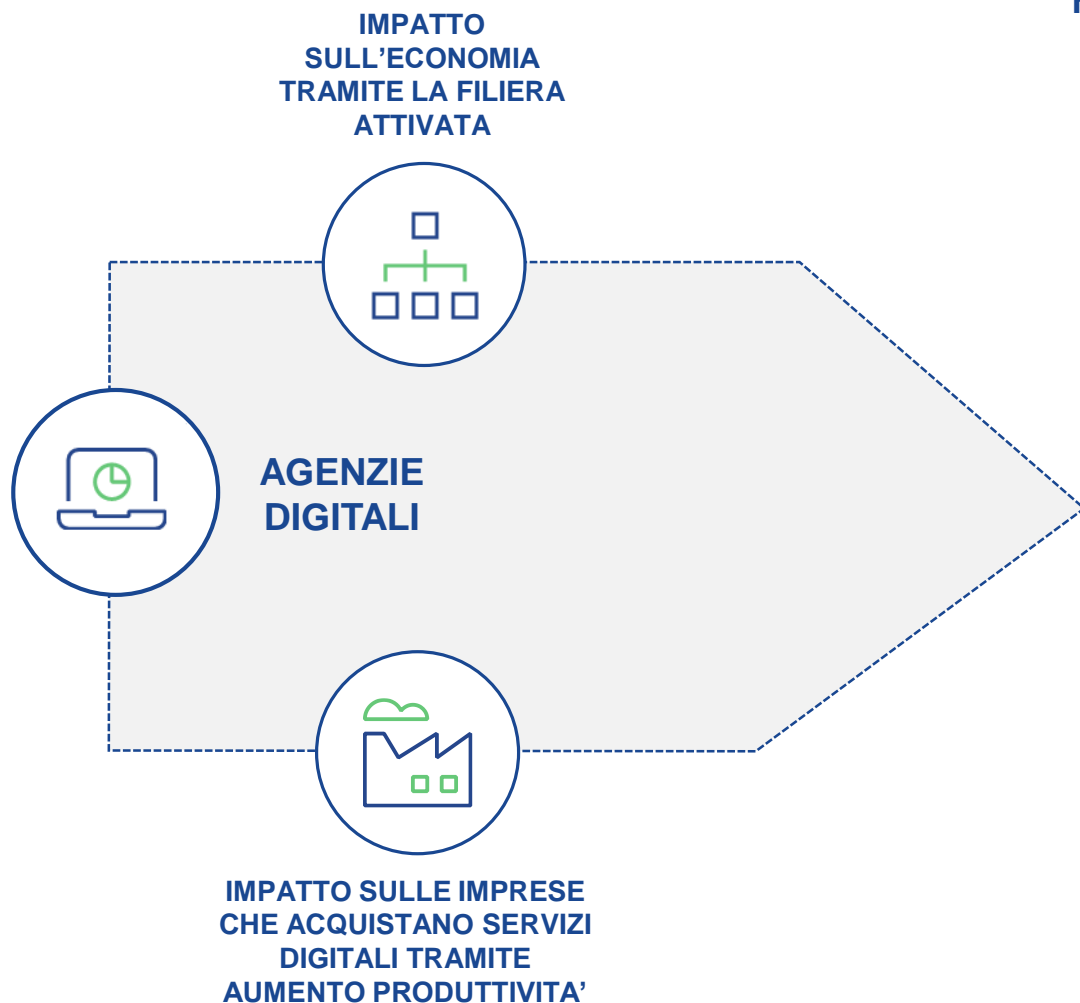 IMPATTO
SULL’ECONOMIA
TRAMITE LA FILIERA
ATTIVATA
AGENZIE
DIGITALI
IMPATTO SULLE IMPRESE
CHE ACQUISTANO SERVIZI
DIGITALI TRAMITE
AUMENTO PRODUTTIVITA’